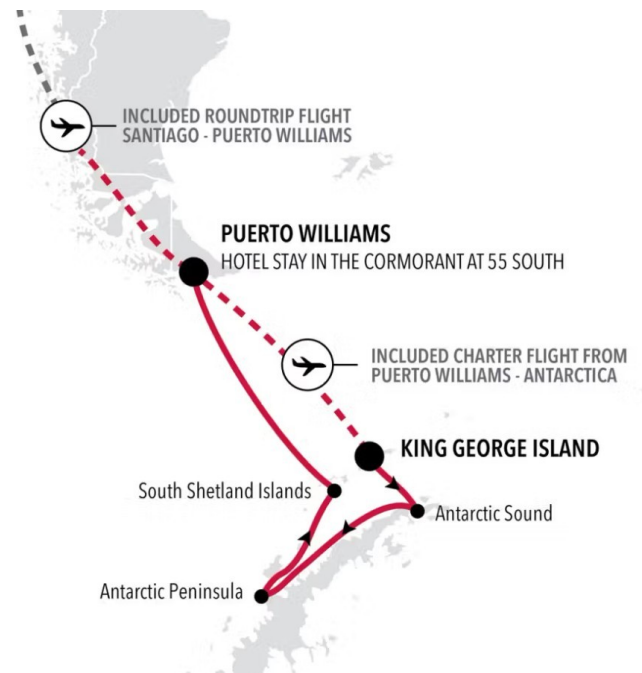 INCLUDED ROUNDTRIP FLIGHT
SANTIAGO - PUERTO WILLIAMS
PUERTO WILLIAMS
HOTEL STAY IN THE CORMORANT AT 55 SOUTH
INCLUDED CHARTER FLIGHT FROM
PUERTO WILLIAMS - ANTARCTICA
KING GEORGE ISLAND
South Shetland Islands
Antarctic Sound
Antarctic Peninsula